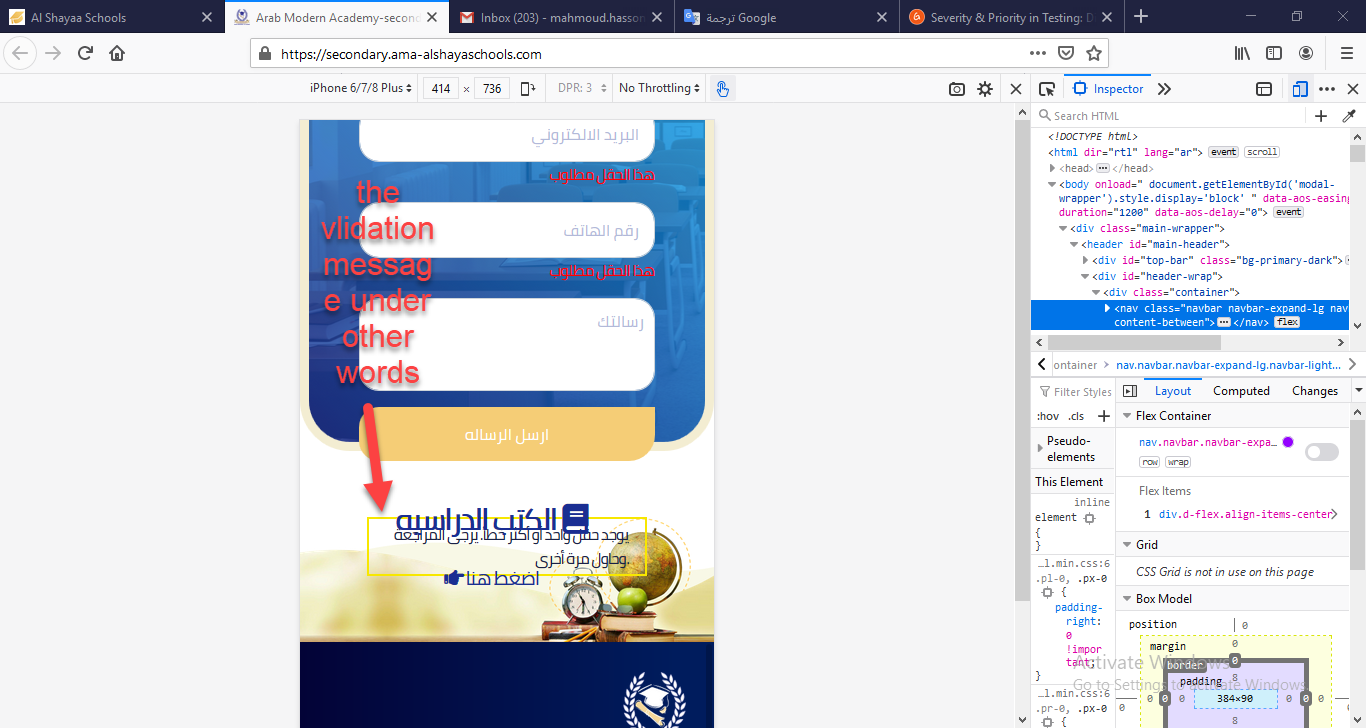 Al Shayaa Schools
Arab Modern Academy-second
Inbox (203) - mahmoud.hasson
ترجمة Google
Severity & Priority in Testing: D
https://secondary.ama-alshayaschools.com
iPhone 6/7/8 Plus
414 × 736
DPR: 3
No Throttling
Inspector
Search HTML
<!DOCTYPE html>
<html dir="rtl" lang="ar"> event scroll
<head>···</head>
<body onload=" document.getElementById('modal-
wrapper').style.display='block' " data-aos-easing
duration="1200" data-aos-delay="0"> event
<div class="main-wrapper">
<header id="main-header">
<div id="top-bar" class="bg-primary-dark">
<div id="header-wrap">
<div class="container">
<nav class="navbar navbar-expand-lg nav
content-between">···</nav> flex
ontainer > nav.navbar.navbar-expand-lg.navbar-light...
Filter Styles
:hov .cls +
Pseudo-
elements
This Element
inline
element
{
}
…l.min.css:6
.pl-0, .px-0
{
padding-
right:
0
!impor
tant;
}
…l.min.css:6
.pr-0, .px-0
{
Layout Computed Changes
Flex Container
nav.navbar.navbar-expa…
row wrap
Flex Items
1 div.d-flex.align-items-center
Grid
CSS Grid is not in use on this page
Box Model
position 0
margin 0
border 0
padding 8
0 0 0 384×90 0 0 0
0 8
Activate Windows
Go to Settings to activate Windows.
البريد الالكتروني
هذا الحقل مطلوب
رقم الهاتف
هذا الحقل مطلوب
رسالتك
ارسل الرساله
the
vlidation
messag
e under
other
words
الكتب الدراسيه
يوجد حقل واحد أو أكثر خطأ. يرجى المراجعة
وحاول مرة أخرى.
اضغط هنا